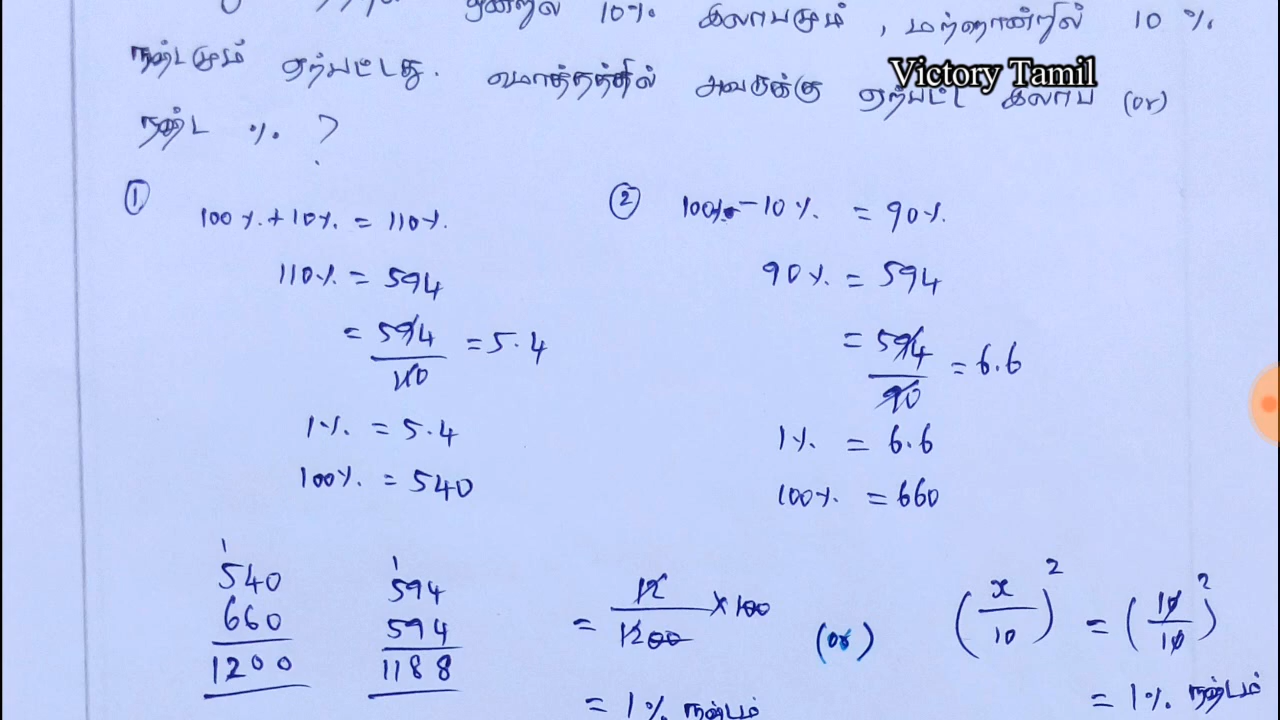 ஒன்றில் 10% இலாபமும் , மற்றொன்றில் 10 %
நஷ்டமும் ஏற்பட்டது. மொத்தத்தில் அவருக்கு ஏற்பட்ட இலாப (or)
Victory Tamil
நஷ்ட % ?
① 100%+10% = 110%
110% = 594
= 594/110 = 5.4
1% = 5.4
100% = 540
② 100% - 10% = 90%
90% = 594
= 594/90 = 6.6
1% = 6.6
100% = 660
1
540
660
1200
1
594
594
1188
= 12/1200 × 100
= 1% நஷ்டம்
(or)
(x/10)² = (10/10)²
= 1% நஷ்டம்